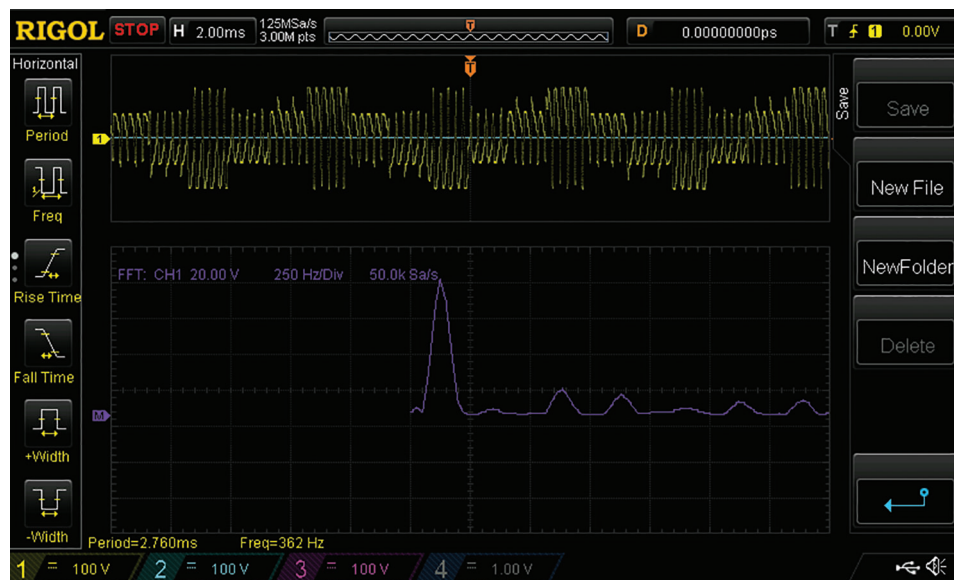 RIGOL STOP H 2.00ms 125MSa/s 3.00M pts D 0.00000000ps T 1 0.00V
T
Horizontal
Period
Freq
Rise Time
Fall Time
+Width
-Width
T
1
FFT: CH1 20.00 V 250 Hz/Div 50.0k Sa/s
M
Period=2.760ms Freq=362 Hz
Save
Save
New File
NewFolder
Delete
1 = 100 V 2 = 100 V 3 = 100 V 4 = 1.00 V